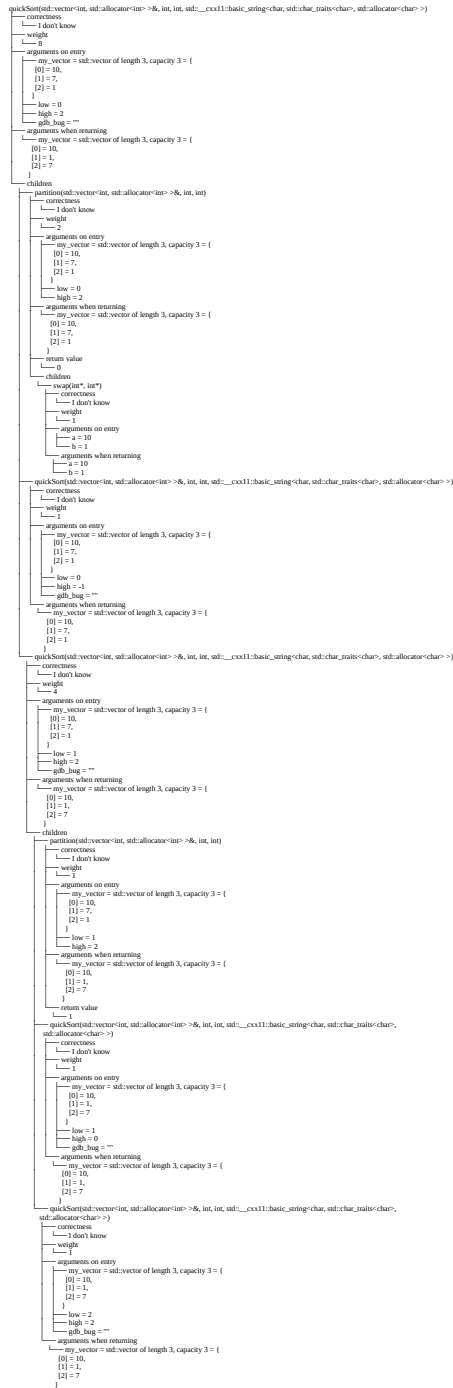 quickSort(std::vector<int, std::allocator<int> >&, int, int, std::__cxx11::basic_string<char, std::char_traits<char>, std::allocator<char> >)
correctness
I don't know
weight
8
arguments on entry
my_vector = std::vector of length 3, capacity 3 = {
[0] = 10,
[1] = 7,
[2] = 1
}
low = 0
high = 2
gdb_bug = ""
arguments when returning
my_vector = std::vector of length 3, capacity 3 = {
[0] = 10,
[1] = 1,
[2] = 7
}
children
partition(std::vector<int, std::allocator<int> >&, int, int)
correctness
I don't know
weight
2
arguments on entry
my_vector = std::vector of length 3, capacity 3 = {
[0] = 10,
[1] = 7,
[2] = 1
}
low = 0
high = 2
arguments when returning
my_vector = std::vector of length 3, capacity 3 = {
[0] = 10,
[1] = 7,
[2] = 1
}
return value
0
children
swap(int*, int*)
correctness
I don't know
weight
1
arguments on entry
a = 10
b = 1
arguments when returning
a = 10
b = 1
quickSort(std::vector<int, std::allocator<int> >&, int, int, std::__cxx11::basic_string<char, std::char_traits<char>, std::allocator<char> >)
correctness
I don't know
weight
1
arguments on entry
my_vector = std::vector of length 3, capacity 3 = {
[0] = 10,
[1] = 7,
[2] = 1
}
low = 0
high = -1
gdb_bug = ""
arguments when returning
my_vector = std::vector of length 3, capacity 3 = {
[0] = 10,
[1] = 7,
[2] = 1
}
quickSort(std::vector<int, std::allocator<int> >&, int, int, std::__cxx11::basic_string<char, std::char_traits<char>, std::allocator<char> >)
correctness
I don't know
weight
4
arguments on entry
my_vector = std::vector of length 3, capacity 3 = {
[0] = 10,
[1] = 7,
[2] = 1
}
low = 1
high = 2
gdb_bug = ""
arguments when returning
my_vector = std::vector of length 3, capacity 3 = {
[0] = 10,
[1] = 1,
[2] = 7
}
children
partition(std::vector<int, std::allocator<int> >&, int, int)
correctness
I don't know
weight
1
arguments on entry
my_vector = std::vector of length 3, capacity 3 = {
[0] = 10,
[1] = 7,
[2] = 1
}
low = 1
high = 2
arguments when returning
my_vector = std::vector of length 3, capacity 3 = {
[0] = 10,
[1] = 1,
[2] = 7
}
return value
1
quickSort(std::vector<int, std::allocator<int> >&, int, int, std::__cxx11::basic_string<char, std::char_traits<char>,
std::allocator<char> >)
correctness
I don't know
weight
1
arguments on entry
my_vector = std::vector of length 3, capacity 3 = {
[0] = 10,
[1] = 1,
[2] = 7
}
low = 1
high = 0
gdb_bug = ""
arguments when returning
my_vector = std::vector of length 3, capacity 3 = {
[0] = 10,
[1] = 1,
[2] = 7
}
quickSort(std::vector<int, std::allocator<int> >&, int, int, std::__cxx11::basic_string<char, std::char_traits<char>,
std::allocator<char> >)
correctness
I don't know
weight
1
arguments on entry
my_vector = std::vector of length 3, capacity 3 = {
[0] = 10,
[1] = 1,
[2] = 7
}
low = 2
high = 2
gdb_bug = ""
arguments when returning
my_vector = std::vector of length 3, capacity 3 = {
[0] = 10,
[1] = 1,
[2] = 7
}